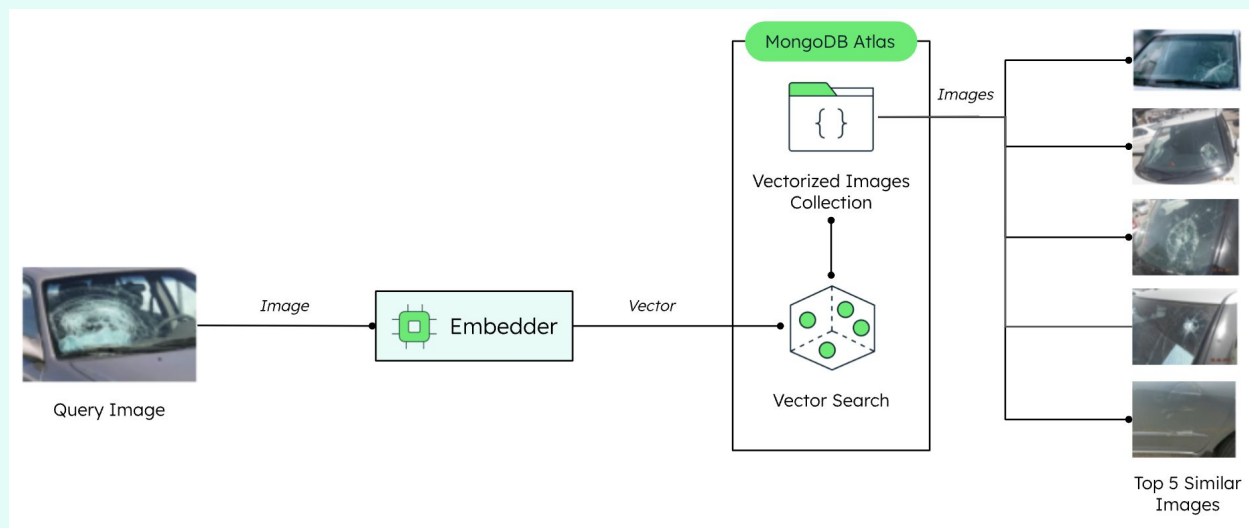 MongoDB Atlas
Images
Vectorized Images
Collection
Image
Embedder
Vector
Query Image
Vector Search
Top 5 Similar
Images